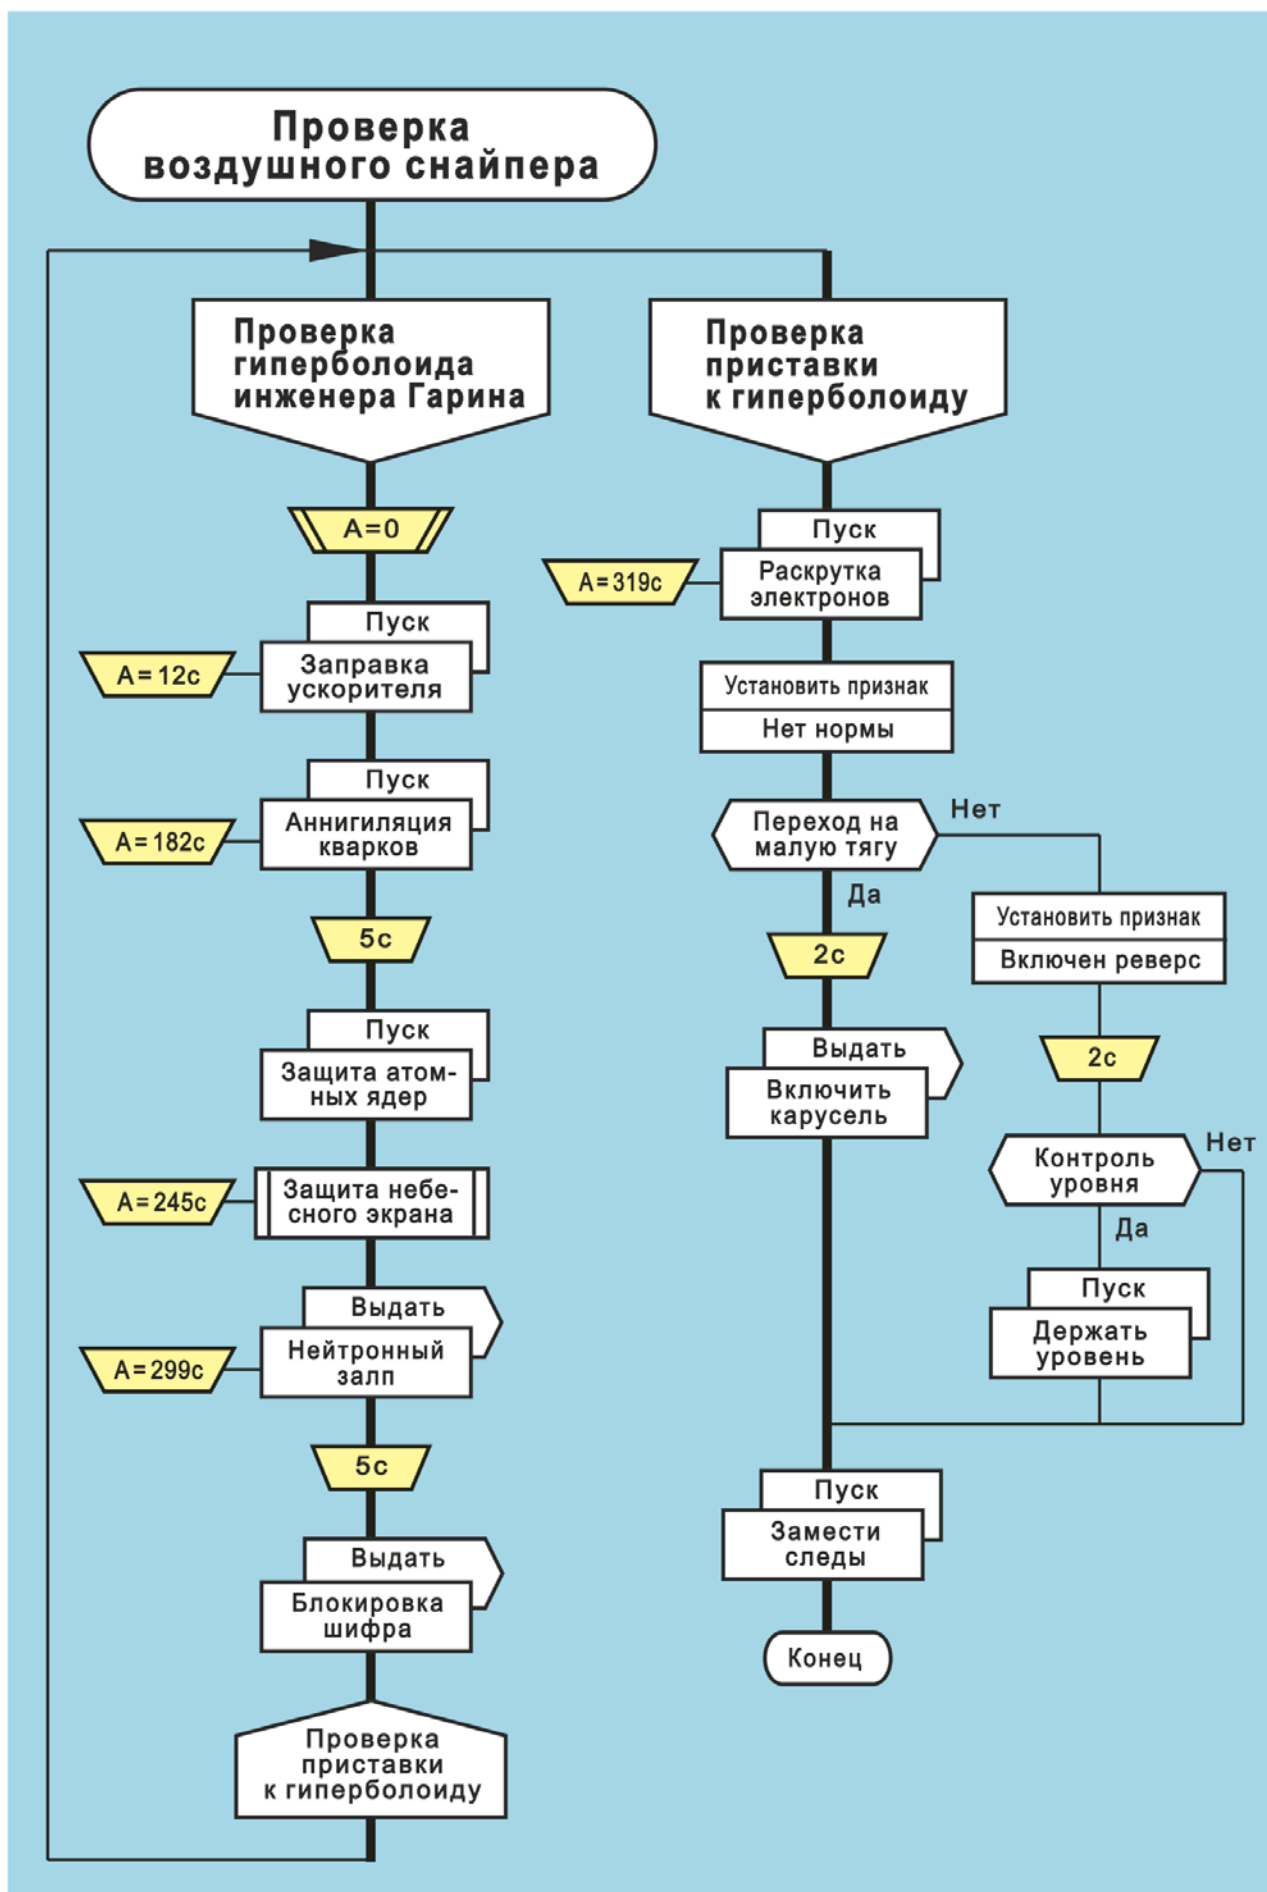 Проверка
воздушного снайпера
Проверка
гиперболоида
инженера Гарина
А=0
Пуск
А=12с
Заправка
ускорителя
Пуск
А=182с
Аннигиляция
кварков
5с
Пуск
Защита атом-
ных ядер
А=245с
Защита небе-
сного экрана
Выдать
А=299с
Нейтронный
залп
5с
Выдать
Блокировка
шифра
Проверка
приставки
к гиперболоиду
Проверка
приставки
к гиперболоиду
Пуск
А=319с
Раскрутка
электронов
Установить признак
Нет нормы
Переход на
малую тягу
Нет
Да
2с
Выдать
Включить
карусель
Установить признак
Включен реверс
2с
Контроль
уровня
Нет
Да
Пуск
Держать
уровень
Пуск
Замести
следы
Конец